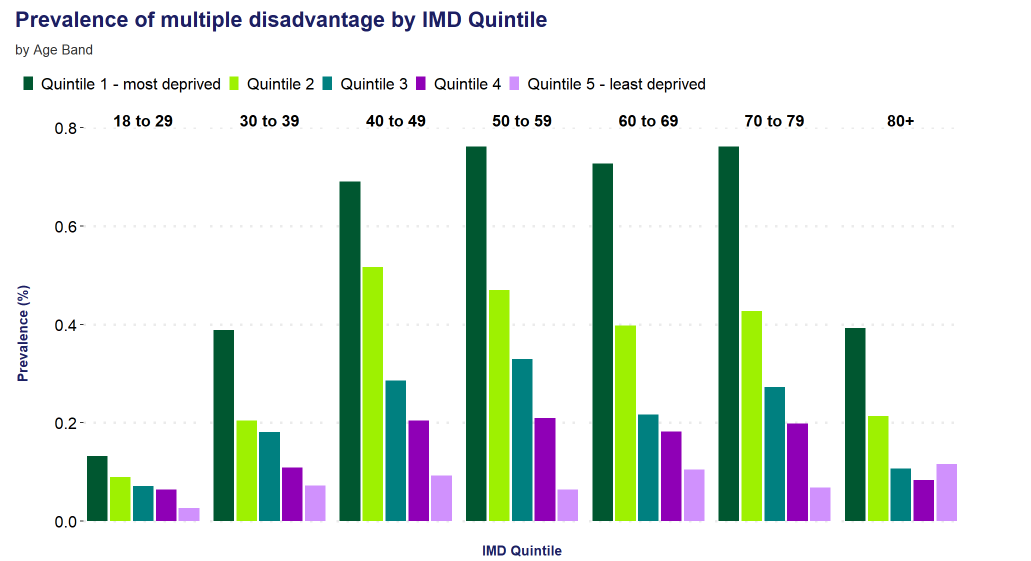 Prevalence of multiple disadvantage by IMD Quintile
by Age Band
Quintile 1 - most deprived Quintile 2 Quintile 3 Quintile 4 Quintile 5 - least deprived
18 to 29 30 to 39 40 to 49 50 to 59 60 to 69 70 to 79 80+
0.8
0.6
0.4
0.2
0.0
Prevalence (%)
IMD Quintile